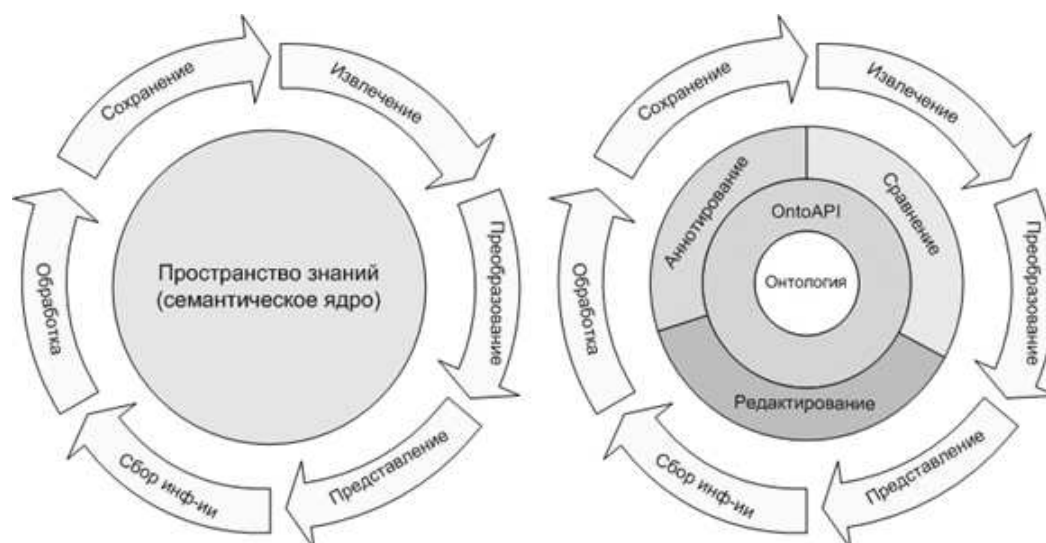 Сохранение
Извлечение
Преобразование
Представление
Сбор инф-ии
Обработка
Пространство знаний
(семантическое ядро)
Сохранение
Извлечение
Преобразование
Представление
Сбор инф-ии
Обработка
Аннотирование
Сравнение
Редактирование
OntoAPI
Онтология